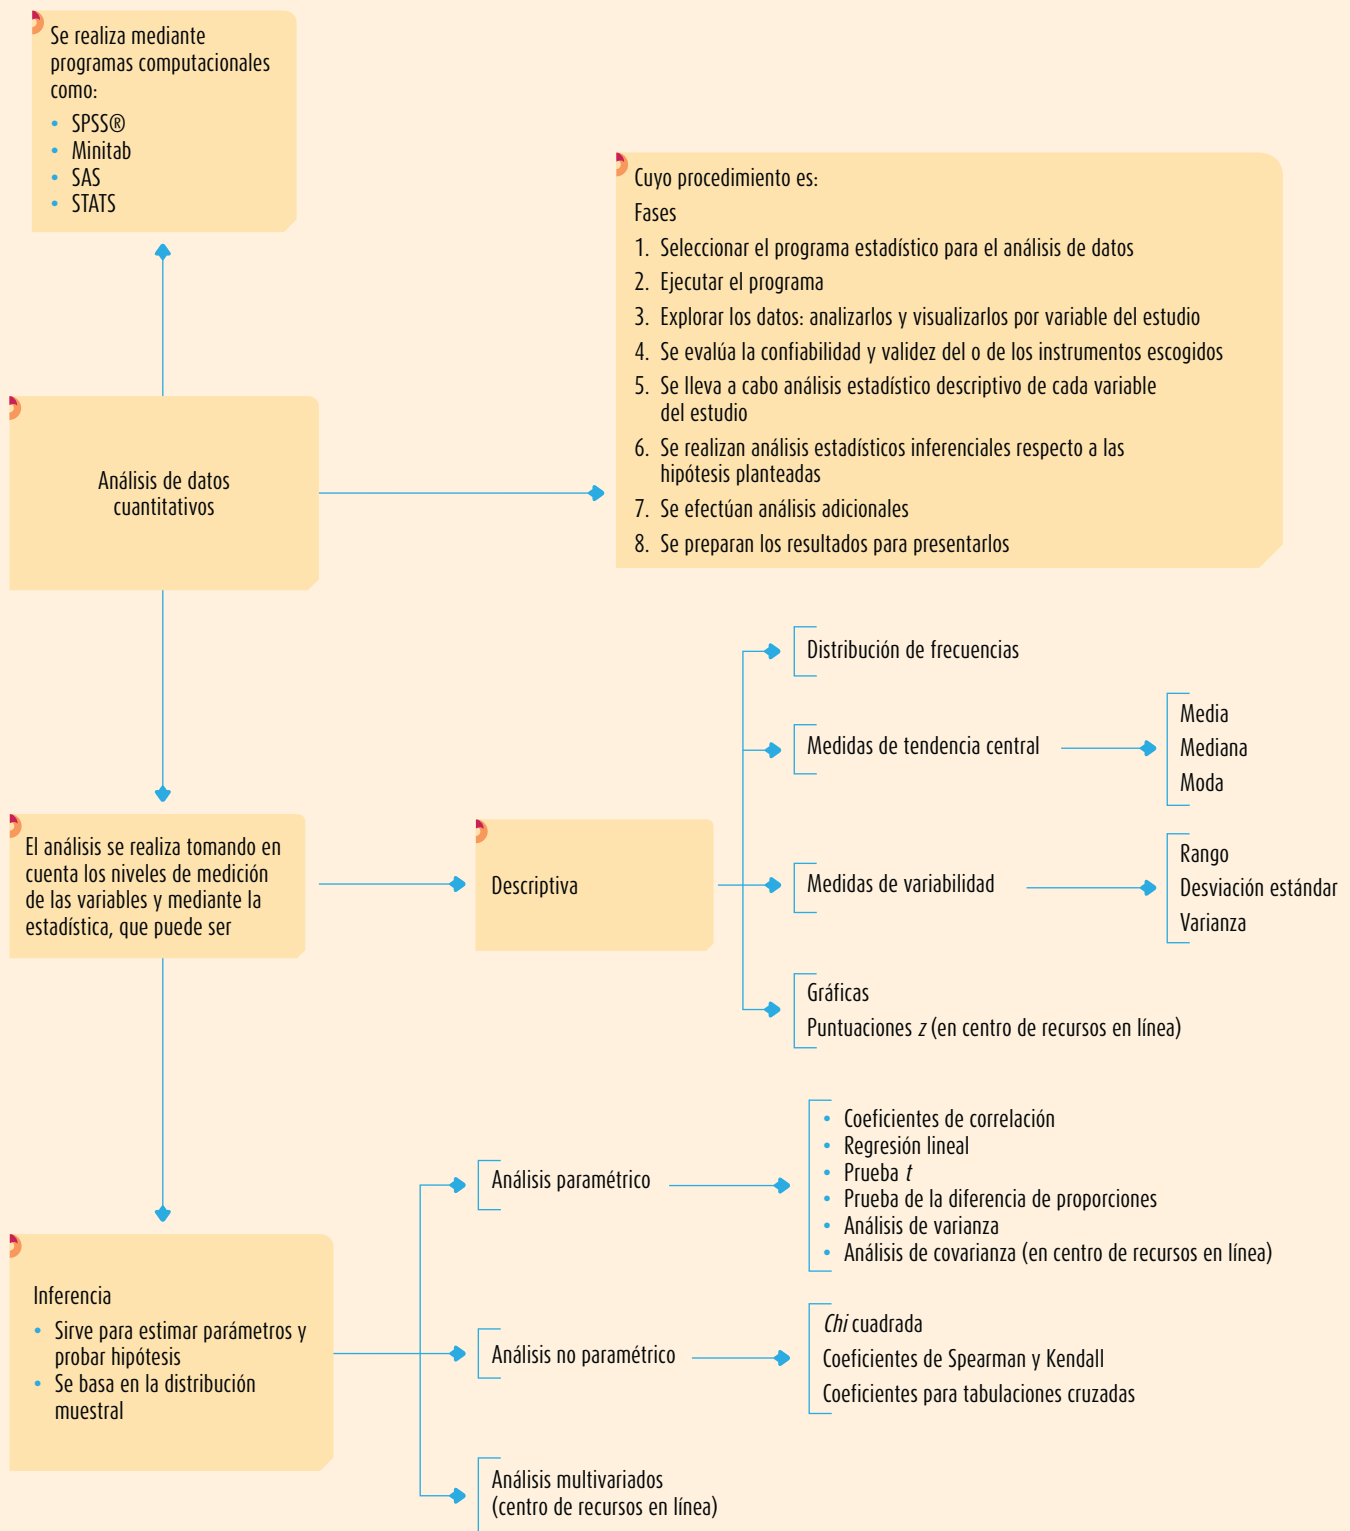 Se realiza mediante
programas computacionales
como:
• SPSS®
• Minitab
• SAS
• STATS
Cuyo procedimiento es:
Fases
1. Seleccionar el programa estadístico para el análisis de datos
2. Ejecutar el programa
3. Explorar los datos: analizarlos y visualizarlos por variable del estudio
4. Se evalúa la confiabilidad y validez del o de los instrumentos escogidos
5. Se lleva a cabo análisis estadístico descriptivo de cada variable
del estudio
6. Se realizan análisis estadísticos inferenciales respecto a las
hipótesis planteadas
7. Se efectúan análisis adicionales
8. Se preparan los resultados para presentarlos
Análisis de datos
cuantitativos
El análisis se realiza tomando en
cuenta los niveles de medición
de las variables y mediante la
estadística, que puede ser
Descriptiva
Distribución de frecuencias
Medidas de tendencia central
Media
Mediana
Moda
Medidas de variabilidad
Rango
Desviación estándar
Varianza
Gráficas
Puntuaciones z (en centro de recursos en línea)
Inferencia
• Sirve para estimar parámetros y
probar hipótesis
• Se basa en la distribución
muestral
Análisis paramétrico
• Coeficientes de correlación
• Regresión lineal
• Prueba t
• Prueba de la diferencia de proporciones
• Análisis de varianza
• Análisis de covarianza (en centro de recursos en línea)
Análisis no paramétrico
Chi cuadrada
Coeficientes de Spearman y Kendall
Coeficientes para tabulaciones cruzadas
Análisis multivariados
(centro de recursos en línea)